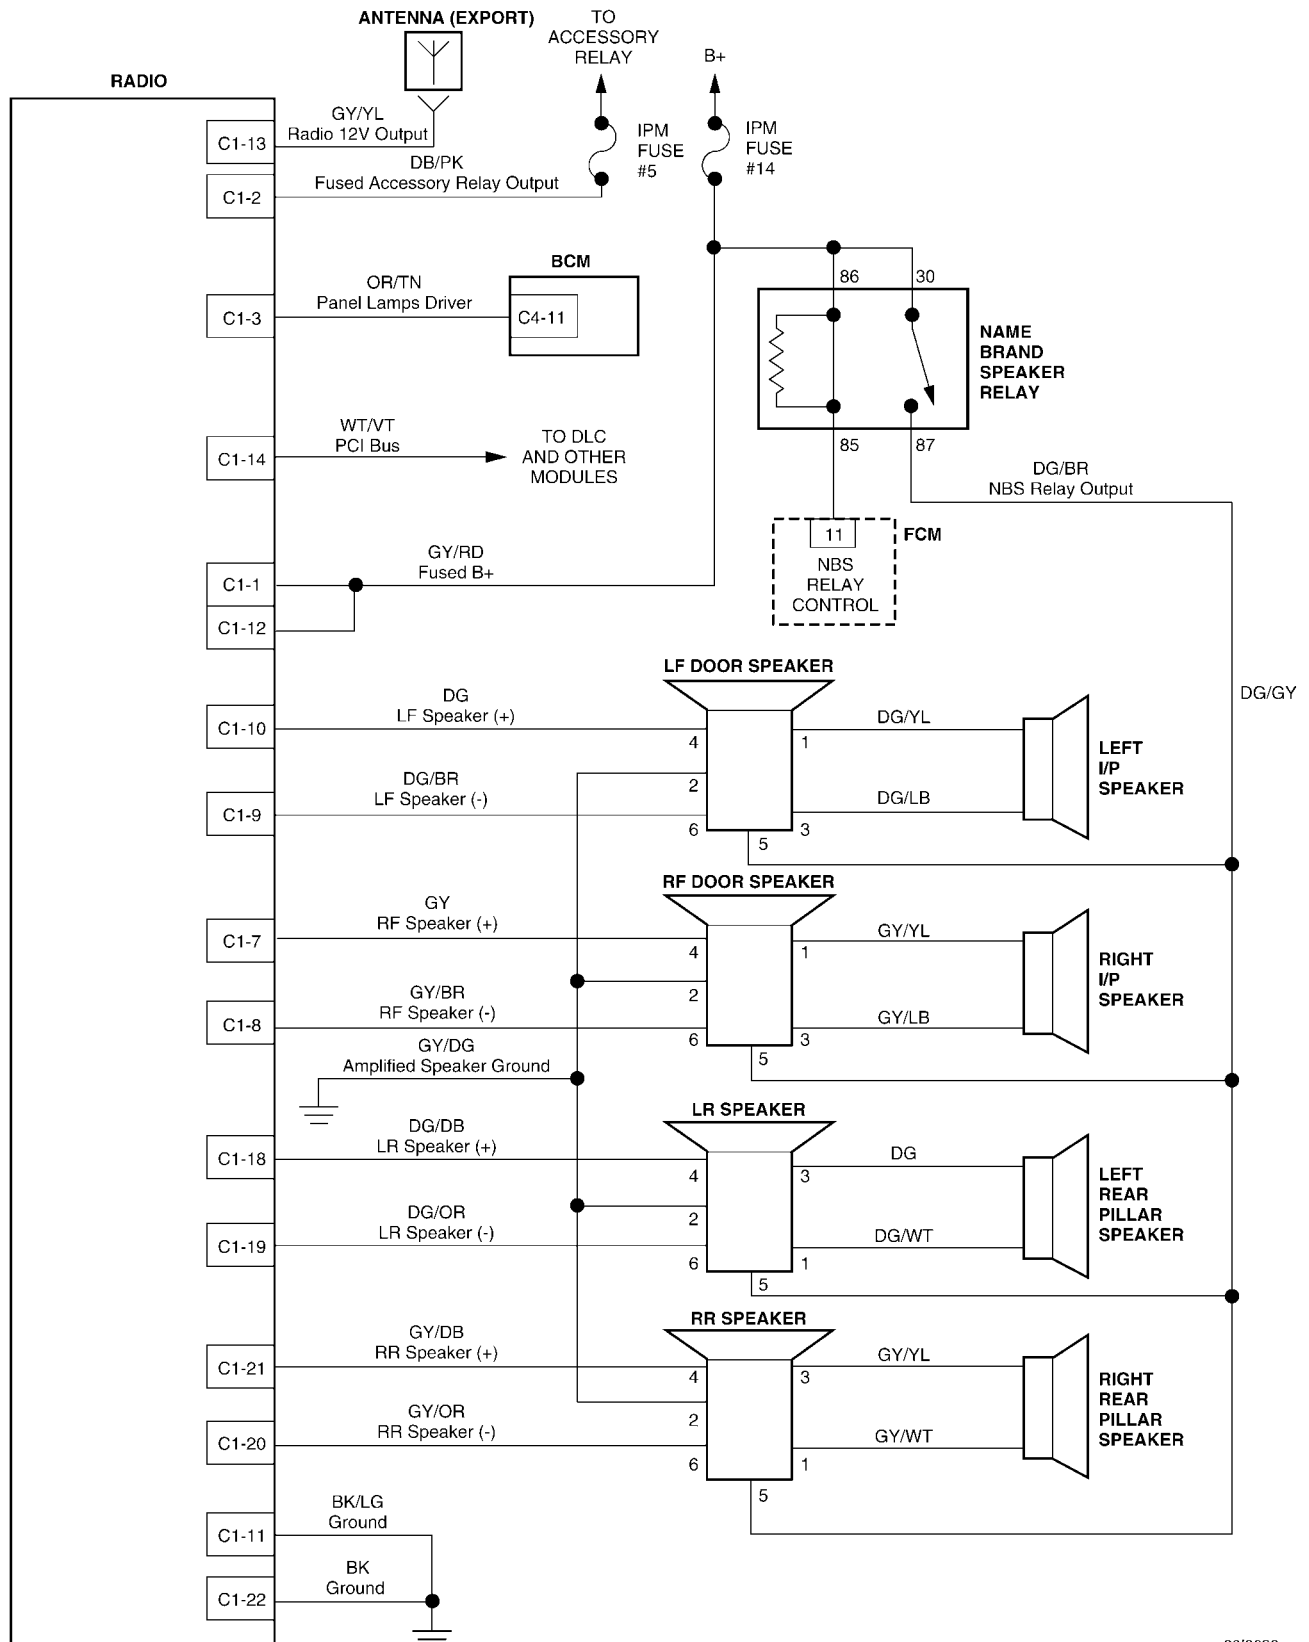 ANTENNA (EXPORT)
TO
ACCESSORY
RELAY
B+
RADIO
C1-13
GY/YL
Radio 12V Output
IPM
FUSE
#5
IPM
FUSE
#14
C1-2
DB/PK
Fused Accessory Relay Output
BCM
C1-3
OR/TN
Panel Lamps Driver
C4-11
86
30
NAME
BRAND
SPEAKER
RELAY
85
87
C1-14
WT/VT
PCI Bus
TO DLC
AND OTHER
MODULES
DG/BR
NBS Relay Output
11
FCM
NBS
RELAY
CONTROL
C1-1
GY/RD
Fused B+
C1-12
LF DOOR SPEAKER
DG/GY
C1-10
DG
LF Speaker (+)
4
1
DG/YL
2
LEFT
I/P
SPEAKER
C1-9
DG/BR
LF Speaker (-)
6
3
DG/LB
5
RF DOOR SPEAKER
C1-7
GY
RF Speaker (+)
4
1
GY/YL
2
RIGHT
I/P
SPEAKER
C1-8
GY/BR
RF Speaker (-)
6
3
GY/LB
5
GY/DG
Amplified Speaker Ground
LR SPEAKER
C1-18
DG/DB
LR Speaker (+)
4
3
DG
2
LEFT
REAR
PILLAR
SPEAKER
C1-19
DG/OR
LR Speaker (-)
6
1
DG/WT
5
RR SPEAKER
C1-21
GY/DB
RR Speaker (+)
4
3
GY/YL
2
RIGHT
REAR
PILLAR
SPEAKER
C1-20
GY/OR
RR Speaker (-)
6
1
GY/WT
5
C1-11
BK/LG
Ground
C1-22
BK
Ground